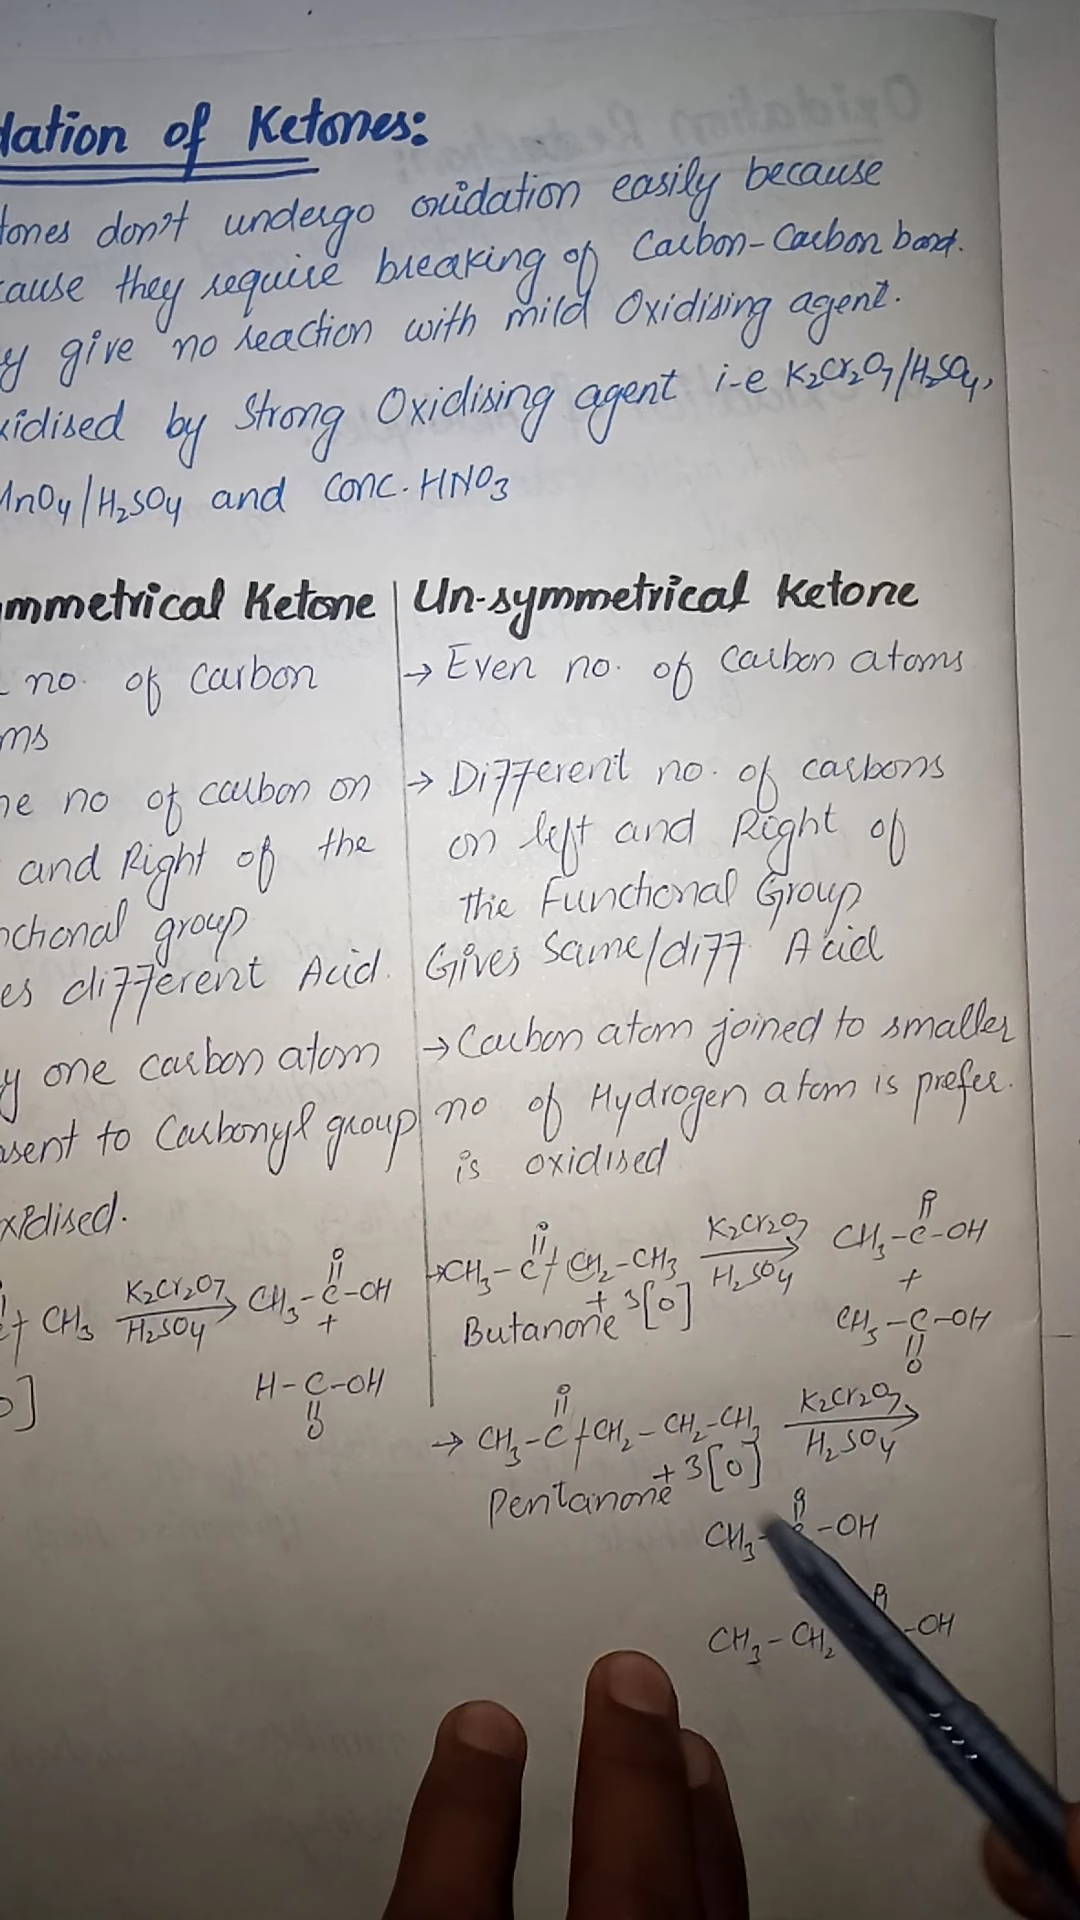 dation of Ketones:
tones don't undergo oxidation easily because
cause they require breaking of Carbon-Carbon bond.
y give no reaction with mild Oxidising agent.
xidised by Strong Oxidising agent i-e K₂Cr₂O₇/H₂SO₄,
MnO₄/H₂SO₄ and conc. HNO₃
mmetrical Ketone
no. of carbon
ms
me no of carbon on
and Right of the
nctional group
es different Acid.
y one carbon atom
sent to Carbonyl group
oxidised.
CH₃ K₂Cr₂O₇ CH₃-C-OH
H₂SO₄ +
O]
H-C-OH
O
Un-symmetrical Ketone
→ Even no. of carbon atoms
→ Different no. of carbons
on left and Right of
the Functional Group
Gives Same/diff Acid
→ Carbon atom joined to smaller
no of Hydrogen atom is prefer.
is oxidised
→CH₃-C+CH₂-CH₃ K₂Cr₂O₇ CH₃-C-OH
H₂SO₄ +
Butanone + 3[O] CH₃-C-OH
O
→ CH₃-C+CH₂-CH₂-CH₃ K₂Cr₂O₇
H₂SO₄
Pentanone + 3[O]
CH₃- -OH
CH₃-CH₂ -OH